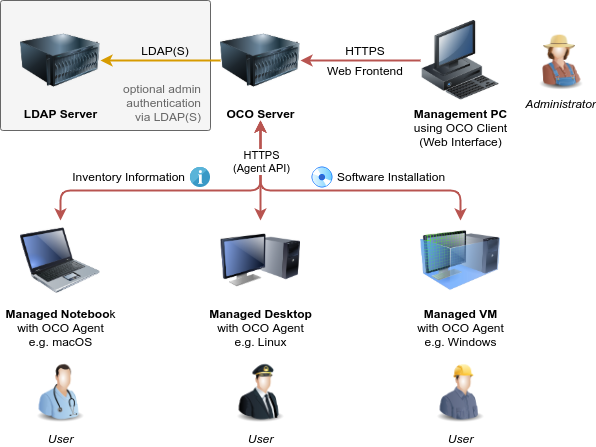 LDAP(S)
HTTPS
Web Frontend
optional admin
authentication
via LDAP(S)
LDAP Server
OCO Server
Management PC
using OCO Client
(Web Interface)
Administrator
HTTPS
(Agent API)
Inventory Information
Software Installation
Managed Notebook
with OCO Agent
e.g. macOS
Managed Desktop
with OCO Agent
e.g. Linux
Managed VM
with OCO Agent
e.g. Windows
User
User
User